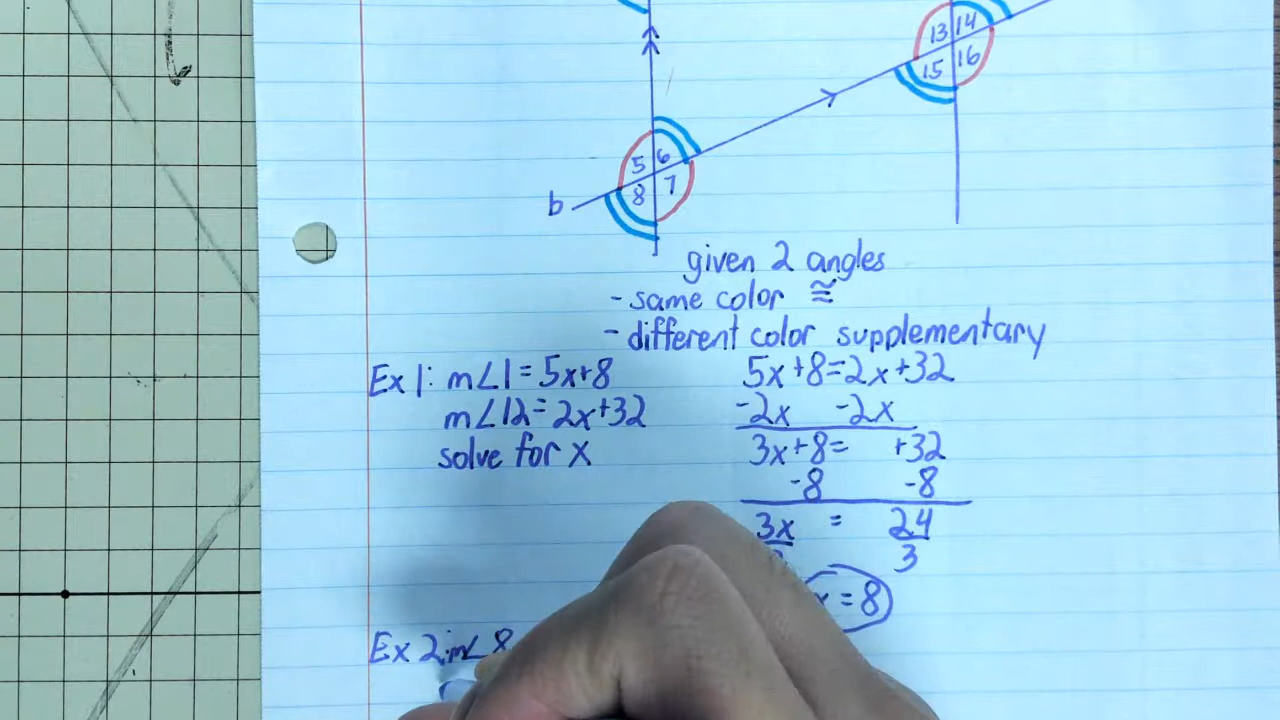 13 14
15 16
5 6
8 7
b
given 2 angles
- same color ≅
- different color supplementary
Ex 1: m∠1 = 5x+8
m∠12 = 2x+32
solve for x
5x+8=2x+32
-2x -2x
3x+8= +32
-8 -8
3x = 24
3
x = 8
Ex 2: m∠8